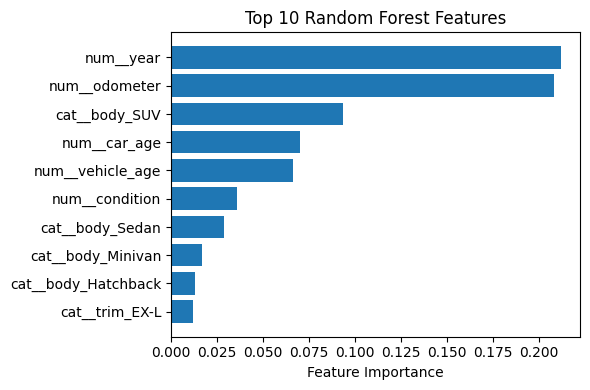 Top 10 Random Forest Features
num__year
num__odometer
cat__body_SUV
num__car_age
num__vehicle_age
num__condition
cat__body_Sedan
cat__body_Minivan
cat__body_Hatchback
cat__trim_EX-L
0.000 0.025 0.050 0.075 0.100 0.125 0.150 0.175 0.200
Feature Importance